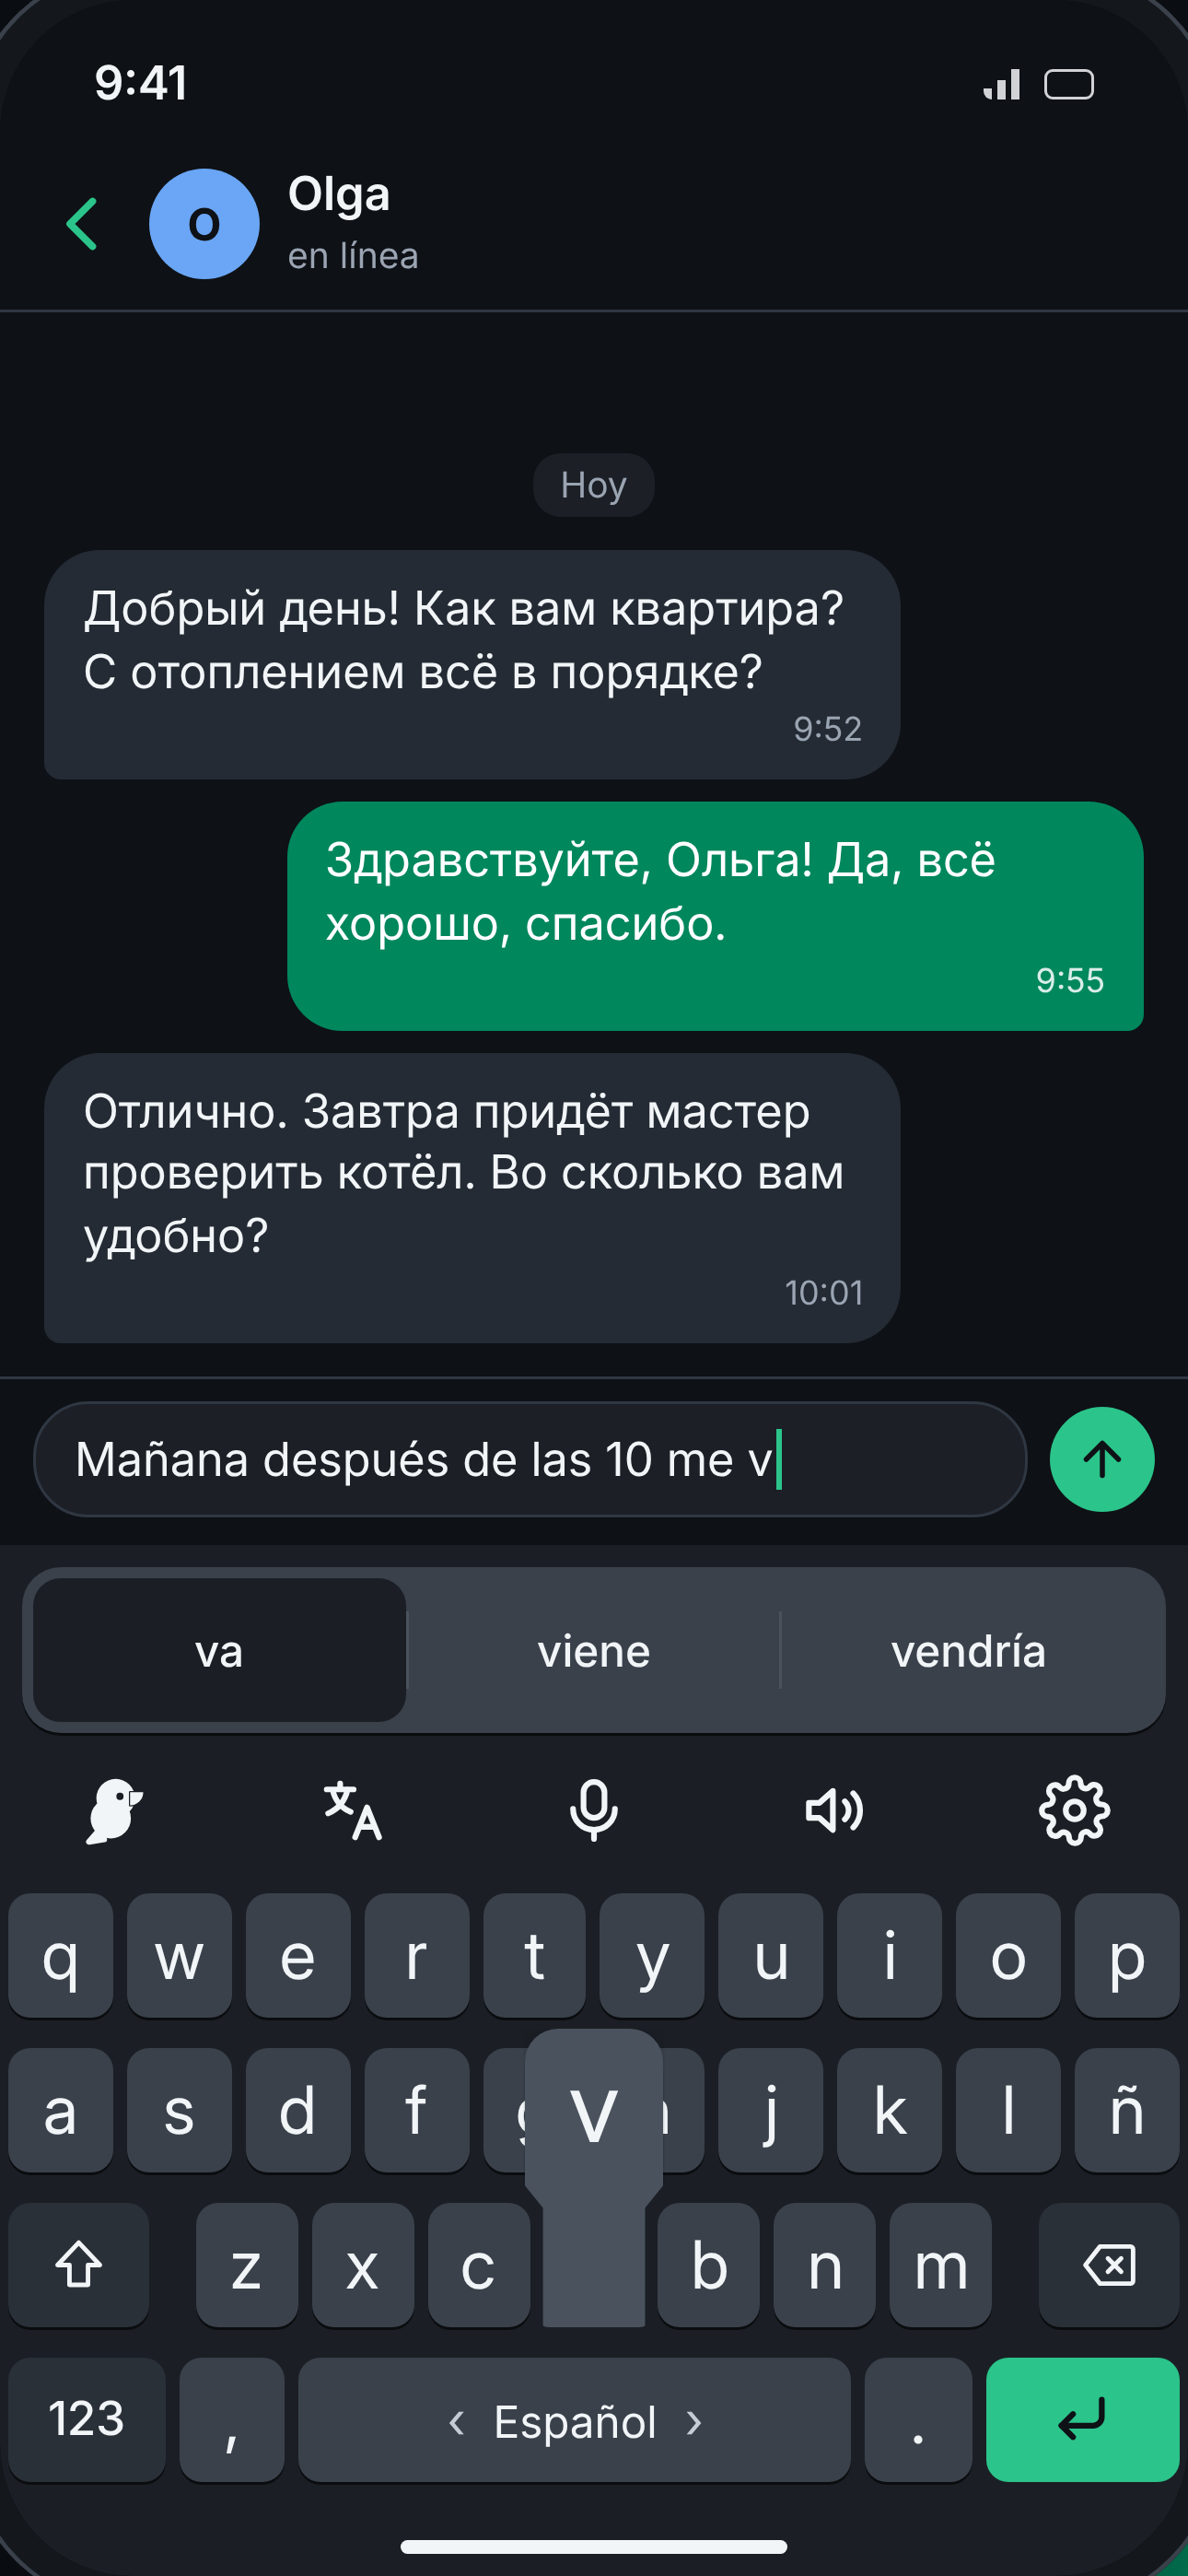 9:41
O
Olga
en línea
Hoy
Добрый день! Как вам квартира?
С отоплением всё в порядке?
9:52
Здравствуйте, Ольга! Да, всё
хорошо, спасибо.
9:55
Отлично. Завтра придёт мастер
проверить котёл. Во сколько вам
удобно?
10:01
Mañana después de las 10 me v
va viene vendría
q w e r t y u i o p
a s d f v j k l ñ
z x c b n m
123 , ‹ Español › .